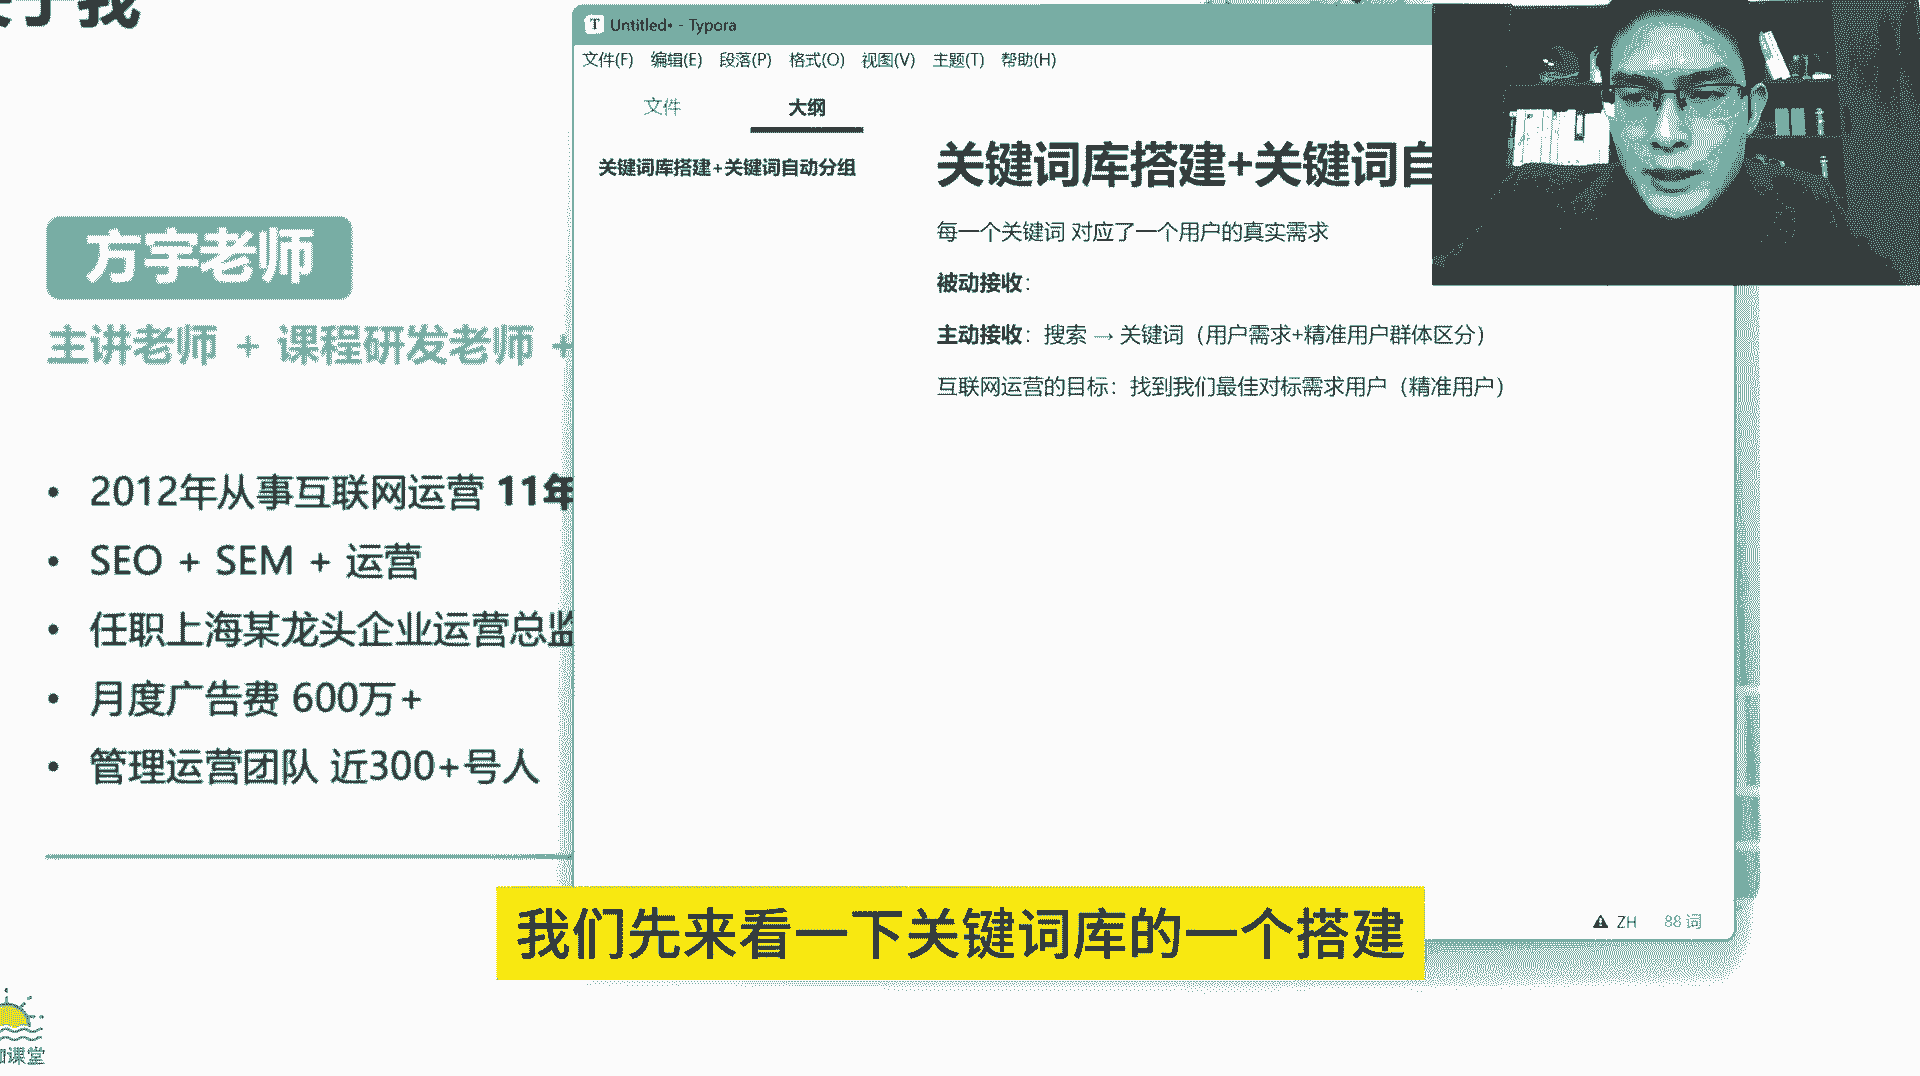 关于我
方宇老师
主讲老师 + 课程研发老师 +
• 2012年从事互联网运营 11年
• SEO + SEM + 运营
• 任职上海某龙头企业运营总监
• 月度广告费 600万+
• 管理运营团队 近300+号人
课堂
T Untitled• - Typora
文件(F) 编辑(E) 段落(P) 格式(O) 视图(V) 主题(T) 帮助(H)
文件 大纲
关键词库搭建+关键词自动分组
关键词库搭建+关键词自
每一个关键词 对应了一个用户的真实需求
被动接收：
主动接收：搜索 → 关键词（用户需求+精准用户群体区分）
互联网运营的目标：找到我们最佳对标需求用户（精准用户）
ZH 88 词
我们先来看一下关键词库的一个搭建